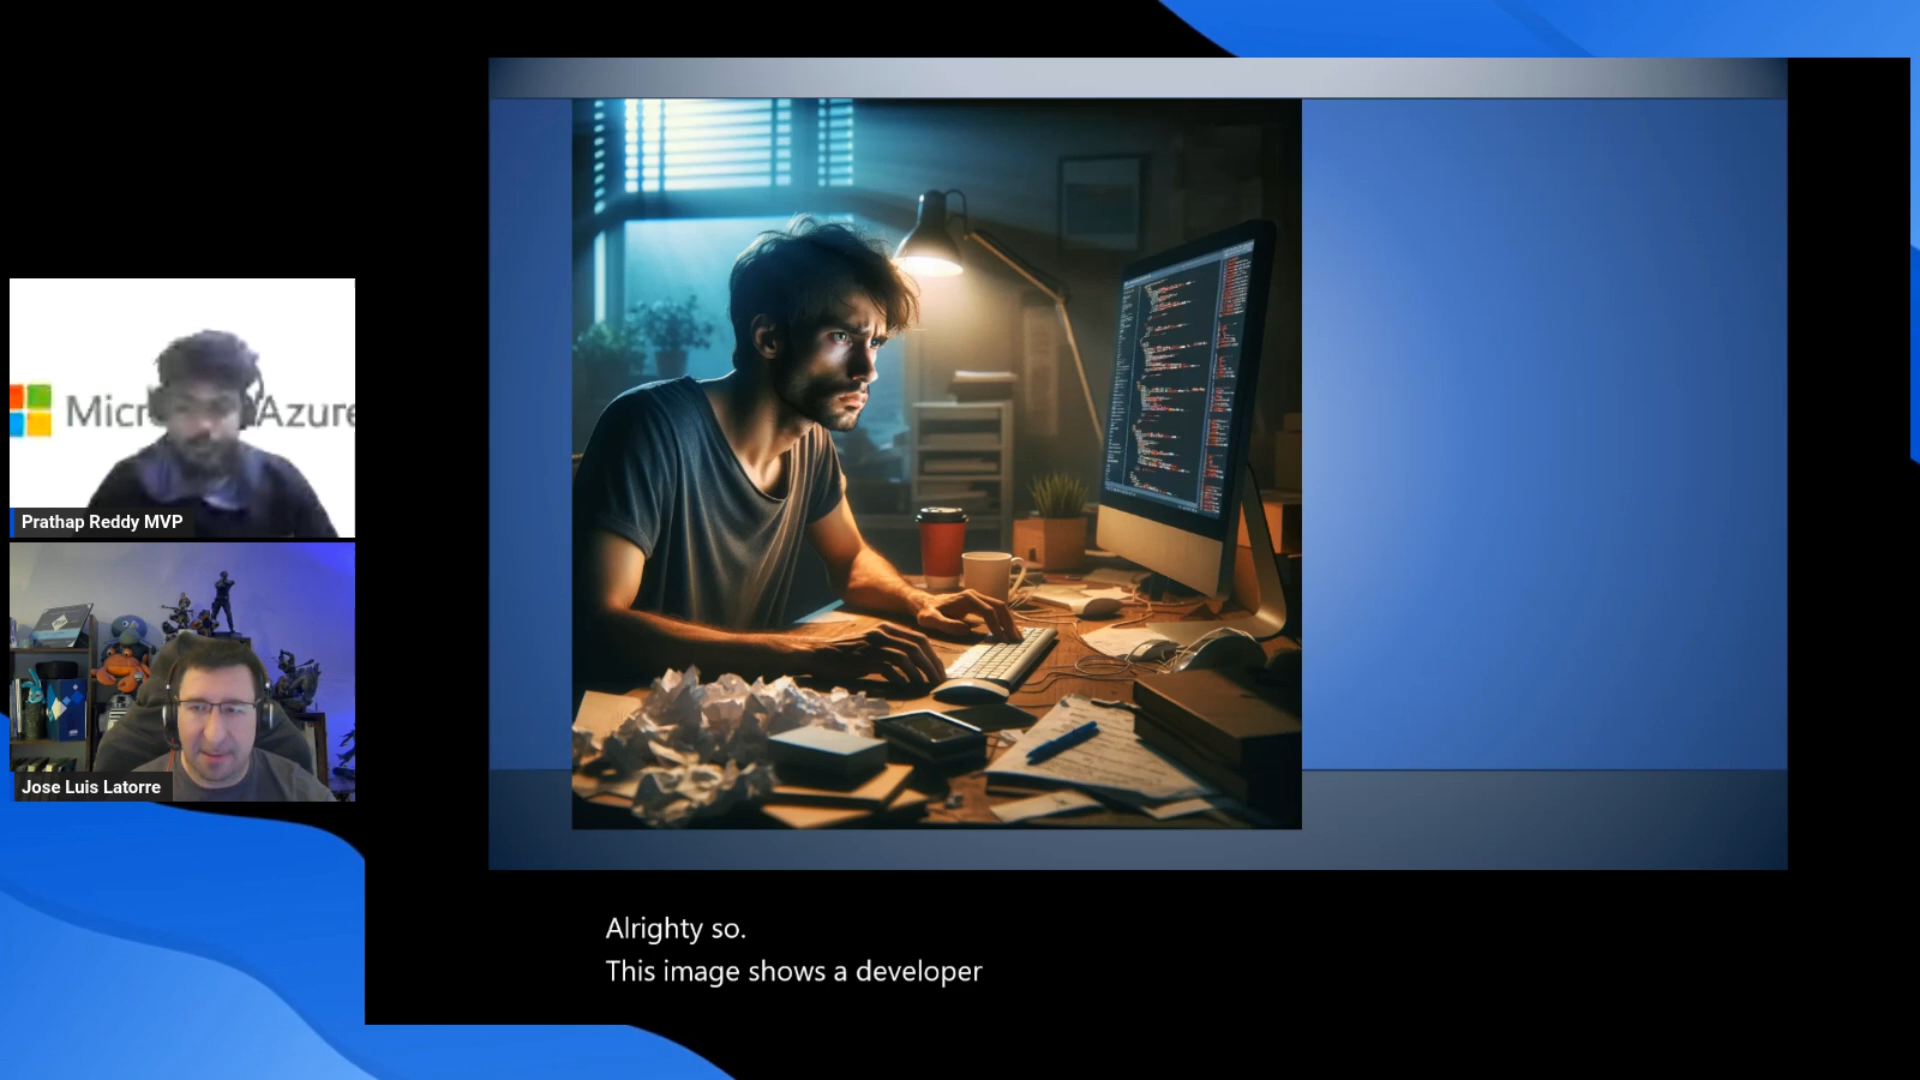 Micr Azure
Prathap Reddy MVP
Jose Luis Latorre
Alrighty so.
This image shows a developer